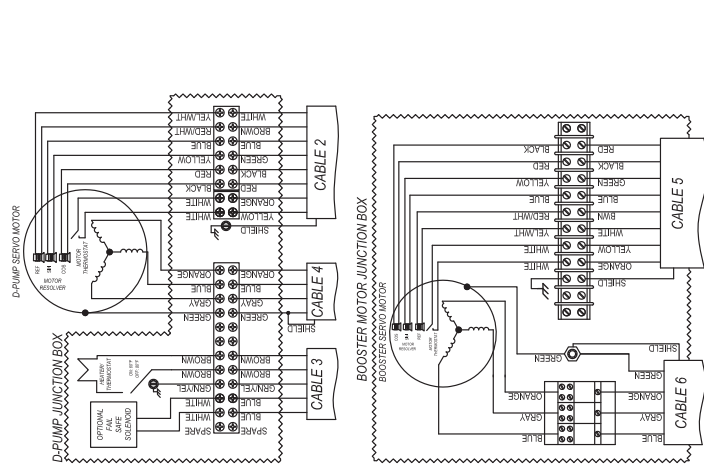 D-PUMP SERVO MOTOR
REF
SIN
COS
MOTOR
RESOLVER
MOTOR
THERMOSTAT
YEL/WHT WHITE
RED/WHT BROWN
BLUE BLUE
YELLOW GREEN
RED BLACK
BLACK RED
WHITE ORANGE
WHITE YELLOW
SHIELD
CABLE 2
ORANGE ORANGE
BLUE BLUE
GRAY GRAY
GREEN GREEN
SHIELD
CABLE 4
D-PUMP JUNCTION BOX
HEATER/
THERMOSTAT
OPTIONAL
FAIL
SAFE
SOLENOID
BROWN BROWN
BROWN BROWN
GRN/YEL GRN/YEL
WHITE BLUE
WHITE BLUE
SPARE SPARE
CABLE 3
BOOSTER MOTOR JUNCTION BOX
BOOSTER SERVO MOTOR
COS
SIN
REF
MOTOR
RESOLVER
MOTOR
THERMOSTAT
BLACK RED
RED BLACK
YELLOW GREEN
BLUE BLUE
RED/WHT BWN
YEL/WHT WHITE
WHITE YELLOW
WHITE ORANGE
SHIELD
CABLE 5
GREEN
SHIELD
GREEN
ORANGE ORANGE
GRAY GRAY
BLUE BLUE
CABLE 6